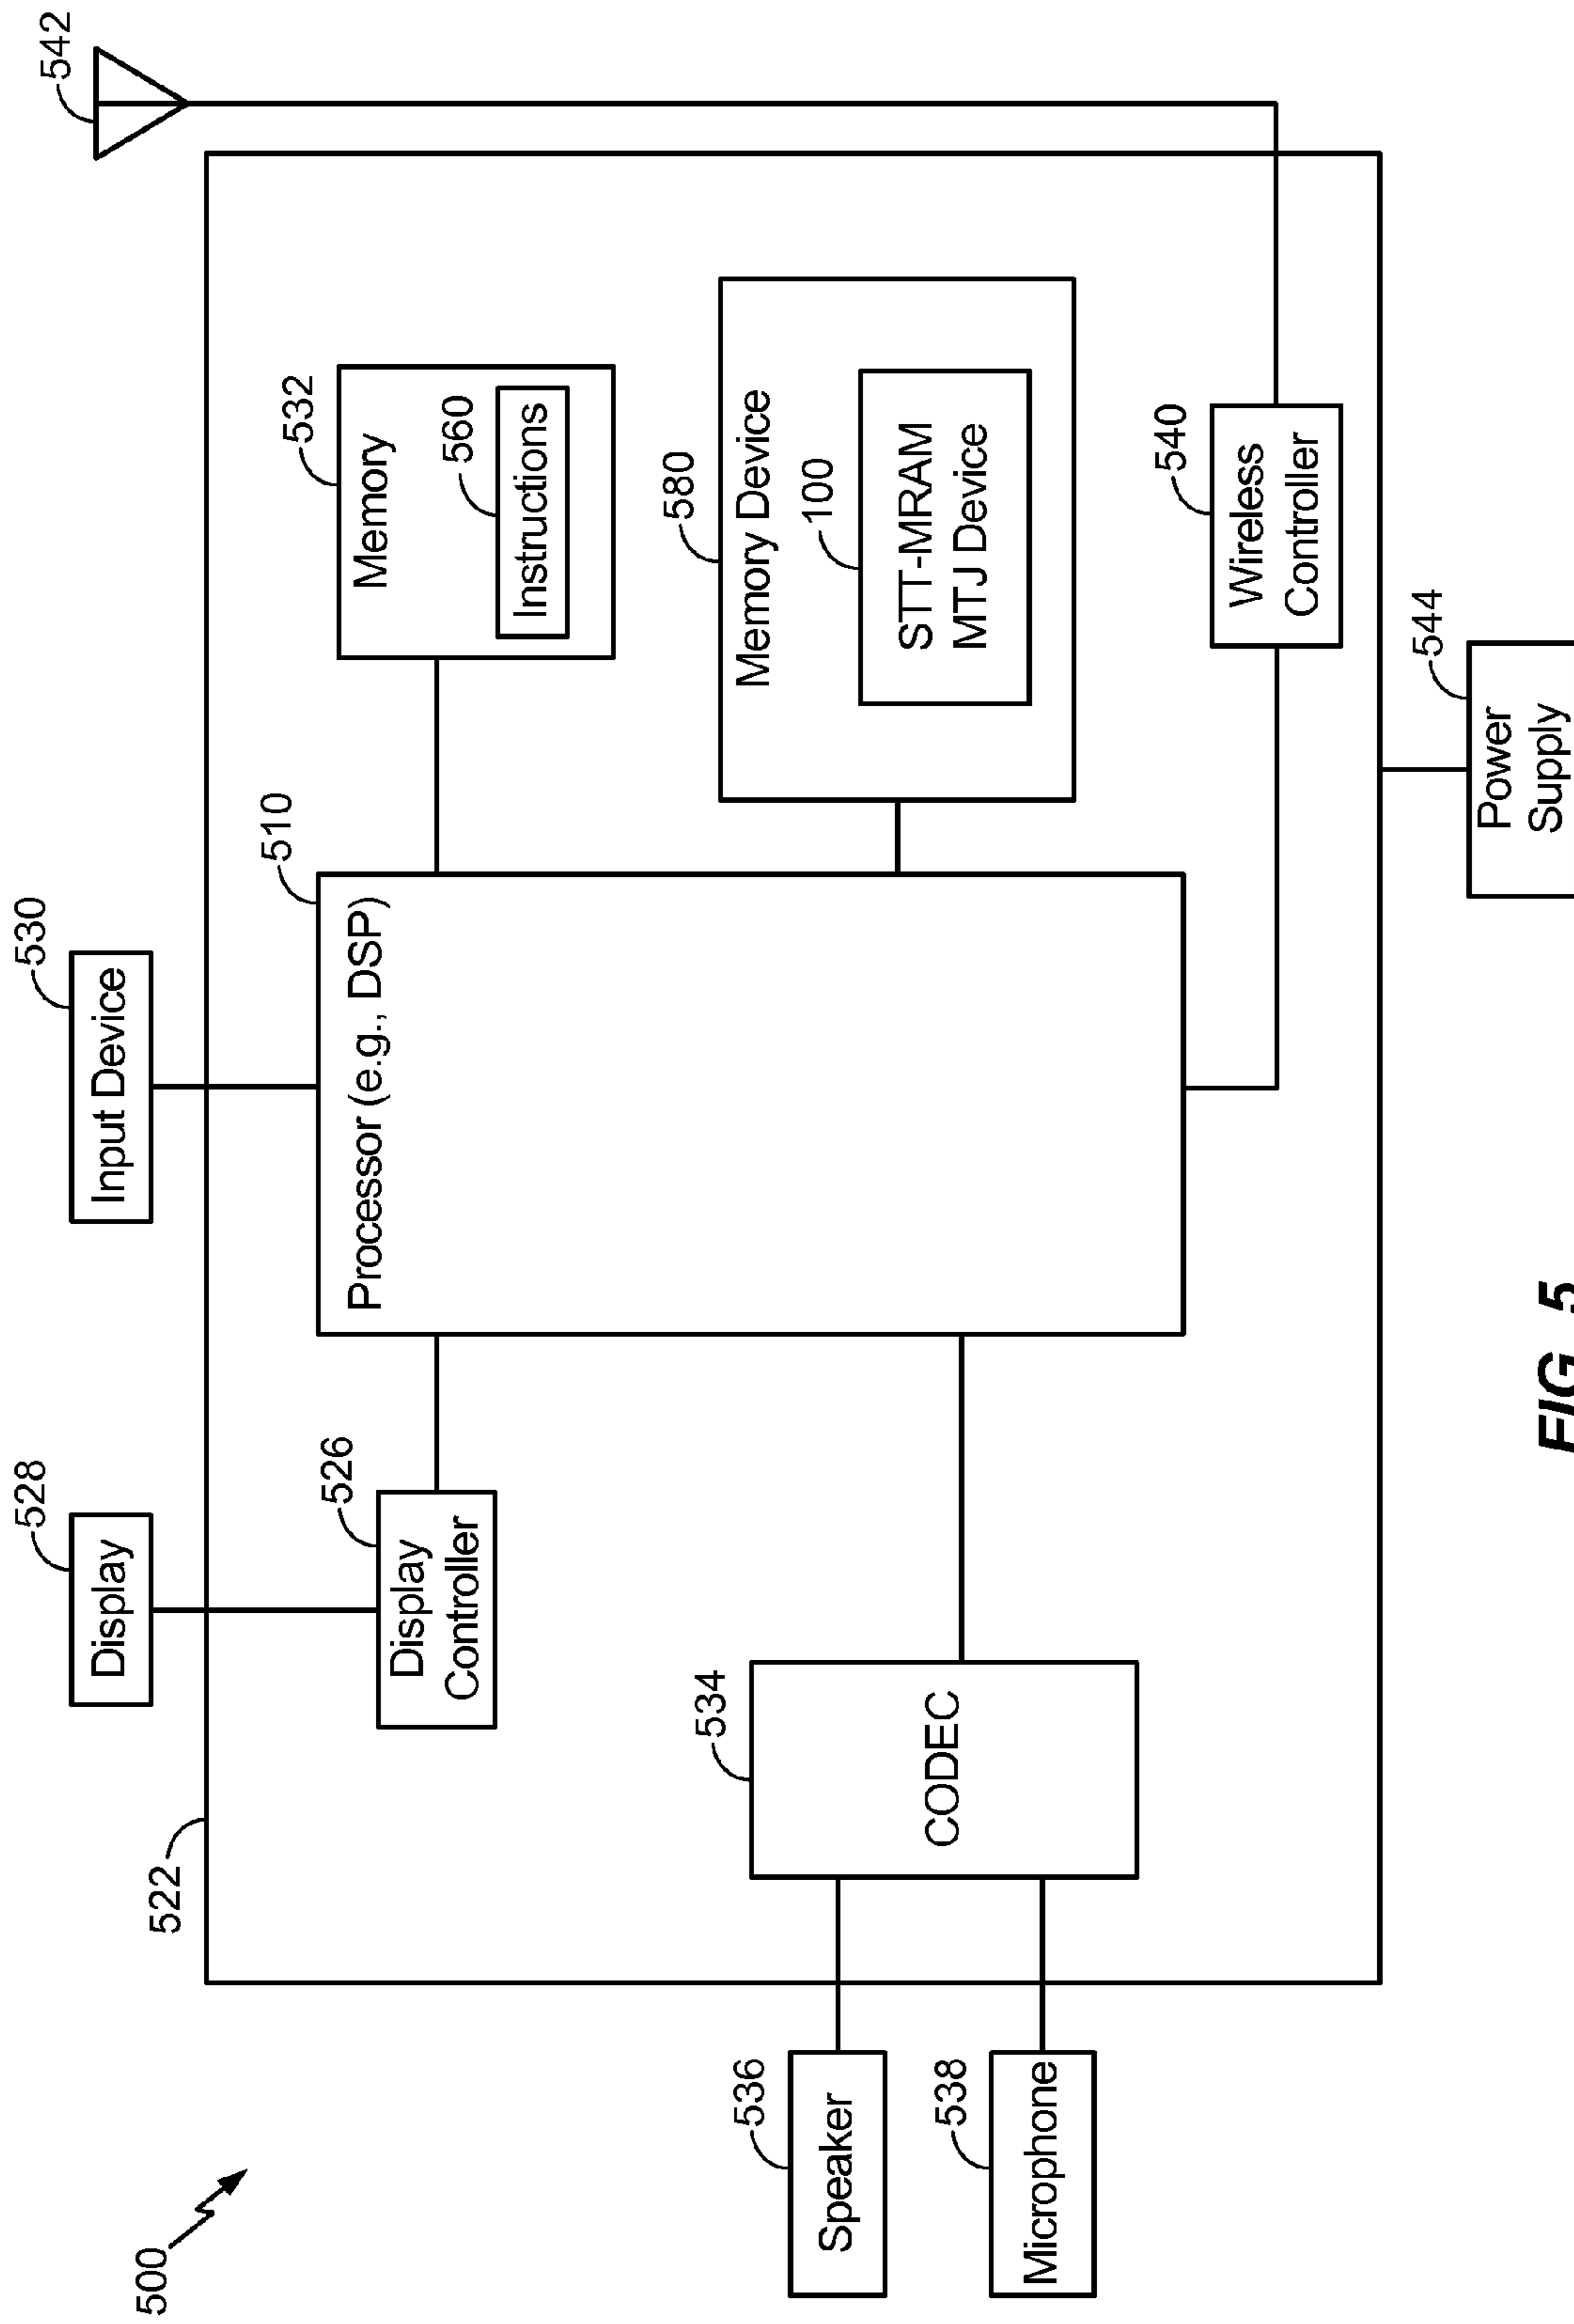 500
522
528
Display
530
Input Device
542
526
Display
Controller
510
Processor (e.g., DSP)
532
Memory
560
Instructions
580
Memory Device
100
STT-MRAM
MTJ Device
534
CODEC
536
Speaker
538
Microphone
540
Wireless
Controller
544
Power
Supply
FIG. 5